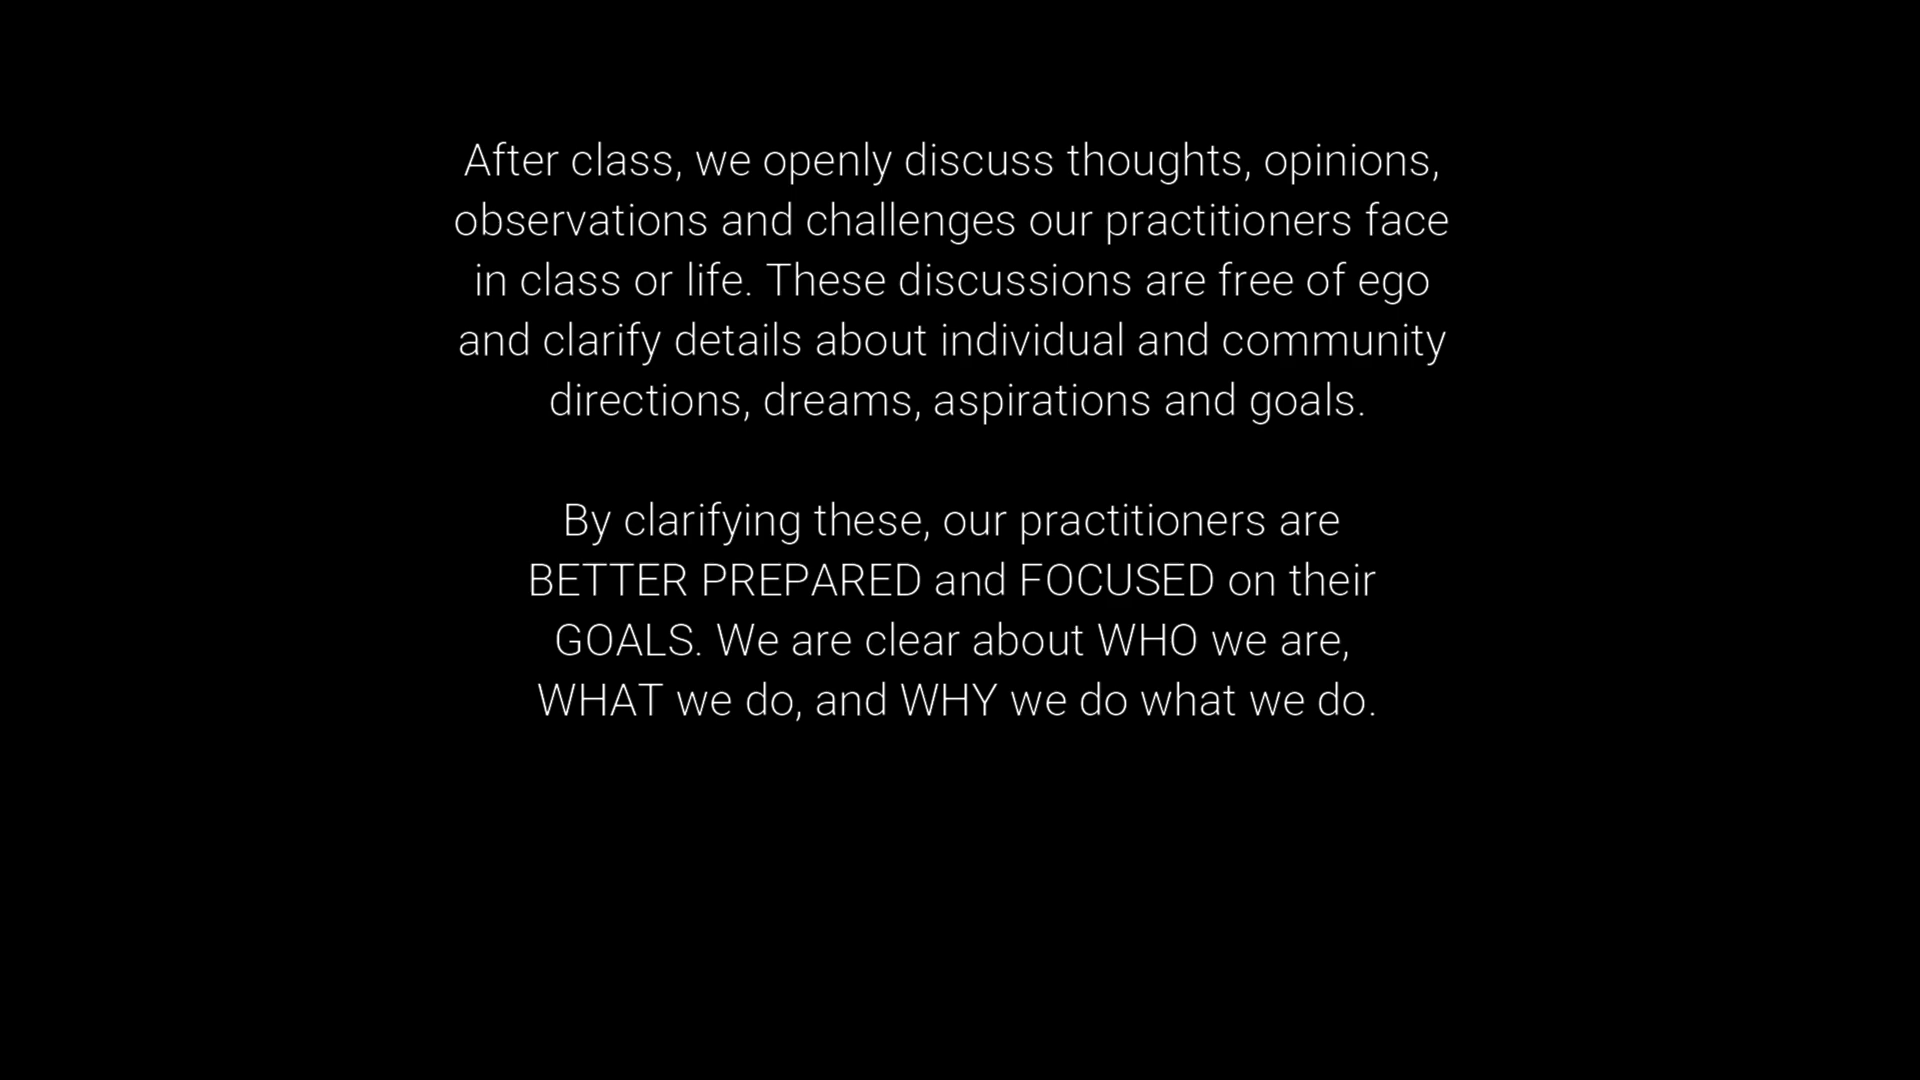 After class, we openly discuss thoughts, opinions,
observations and challenges our practitioners face
in class or life. These discussions are free of ego
and clarify details about individual and community
directions, dreams, aspirations and goals.
By clarifying these, our practitioners are
BETTER PREPARED and FOCUSED on their
GOALS. We are clear about WHO we are,
WHAT we do, and WHY we do what we do.